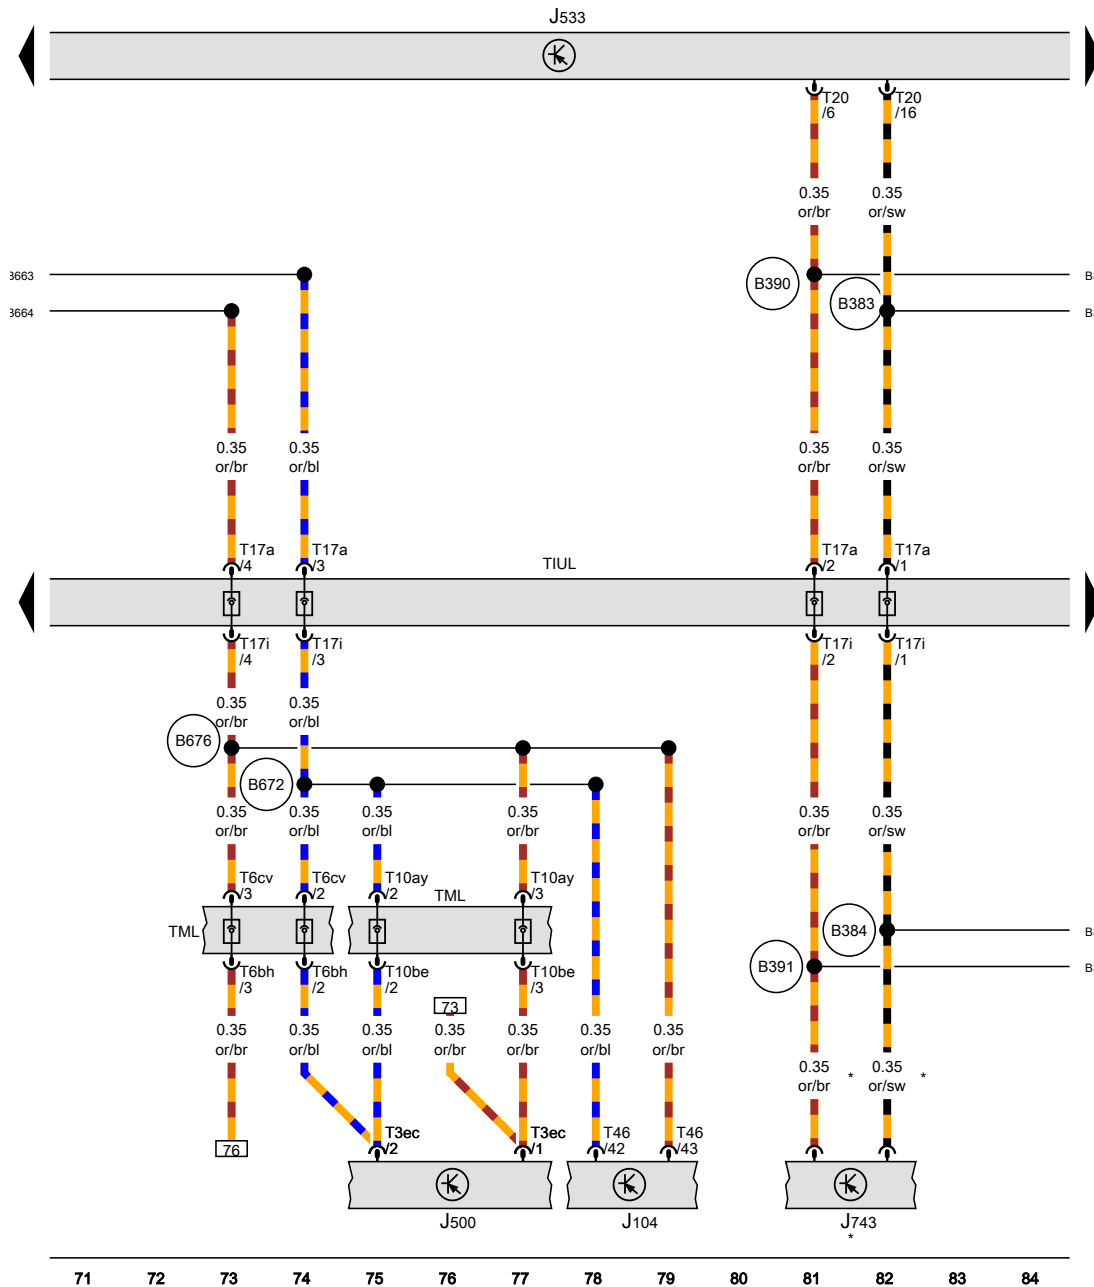 J533
T20 T20
/6 /16
0.35 0.35
or/br or/sw
B390
B383
0.35 0.35 0.35 0.35
or/br or/bl or/br or/sw
T17a T17a T17a T17a
/4 /3 /2 /1
TIUL
T17i T17i T17i T17i
/4 /3 /2 /1
0.35 0.35
or/br or/bl
B676
B672
0.35 0.35 0.35 0.35 0.35 0.35
or/br or/bl or/bl or/br or/br or/sw
T6cv T6cv T10ay T10ay
/3 /2 /2 /3
TML
TML
B384
B391
T6bh T6bh T10be T10be
/3 /2 /2 /3
73
0.35 0.35 0.35 0.35 0.35 0.35 0.35
or/br or/bl or/bl or/br or/br or/bl or/br
0.35 0.35
or/br * or/sw *
T3ec T3ec T46 T46
/2 /1 /42 /43
76
J500 J104 J743
*
71 72 73 74 75 76 77 78 79 80 81 82 83 84